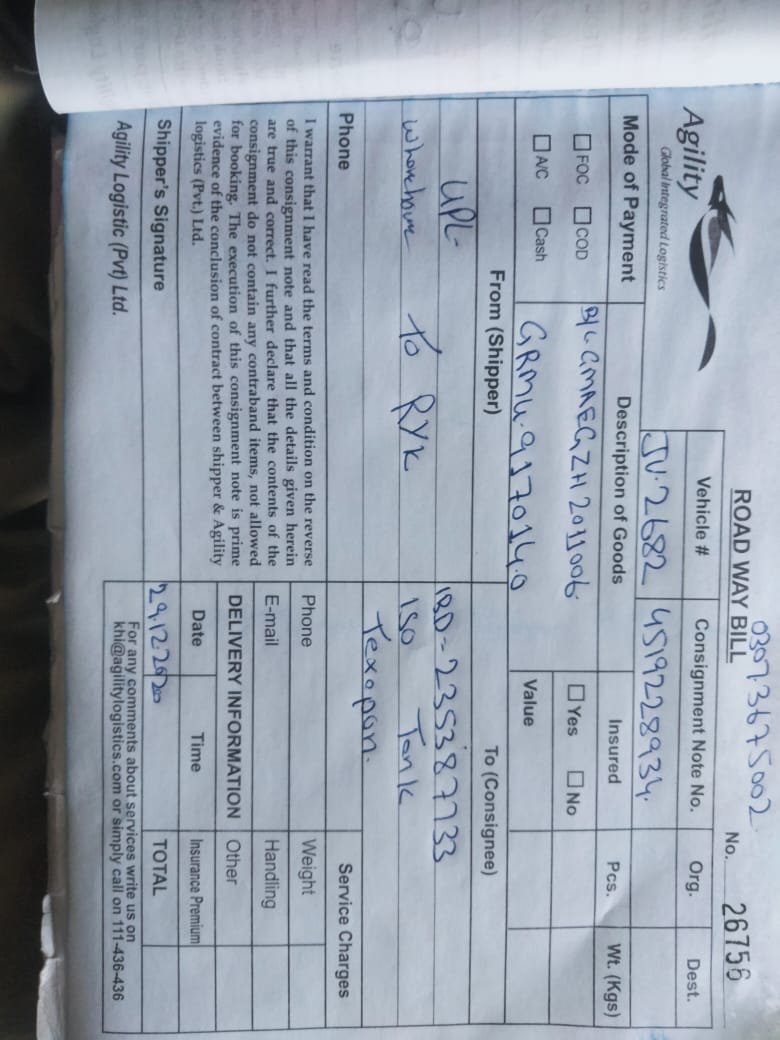 03073675002
ROAD WAY BILL
No. 26756
Agility
Global Integrated Logistics
Vehicle # Consignment Note No. Org. Dest.
JV.2682 4519228934.
Mode of Payment Description of Goods Insured Pcs. Wt. (Kgs)
FOC COD B/L GMAEGZH2011006 Yes No
A/C Cash GRMU.9170140 Value
From (Shipper) To (Consignee)
UPL- IBD-235387733
To RYK ISO Tank
Texopon.
Phone Service Charges
I warrant that I have read the terms and condition on the reverse
of this consignment note and that all the details given herein
are true and correct. I further declare that the contents of the
consignment do not contain any contraband items, not allowed
for booking. The execution of this consignment note is prime
evidence of the conclusion of contract between shipper & Agility
logistics (Pvt.) Ltd.
Phone Weight
E-mail Handling
DELIVERY INFORMATION Other
Date Time Insurance Premium
Shipper's Signature 29.12.2020 TOTAL
Agility Logistic (Pvt) Ltd.
For any comments about services write us on
khi@agilitylogistics.com or simply call on 111-436-436